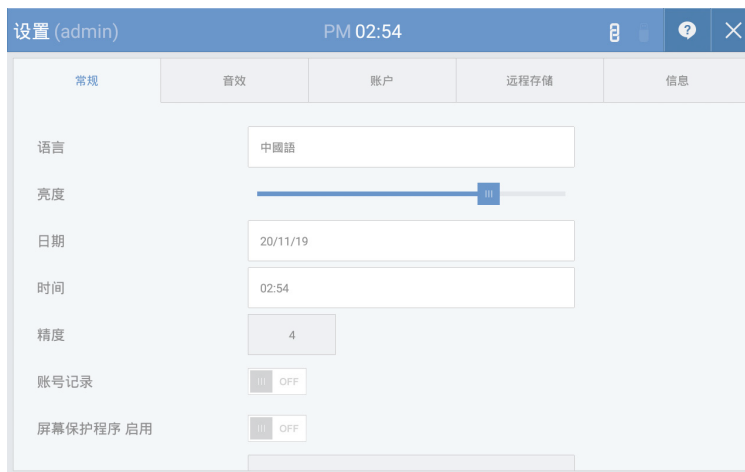 设置 (admin) PM 02:54
常规 音效 账户 远程存储 信息
语言 中國語
亮度
日期 20/11/19
时间 02:54
精度 4
账号记录 OFF
屏幕保护程序 启用 OFF